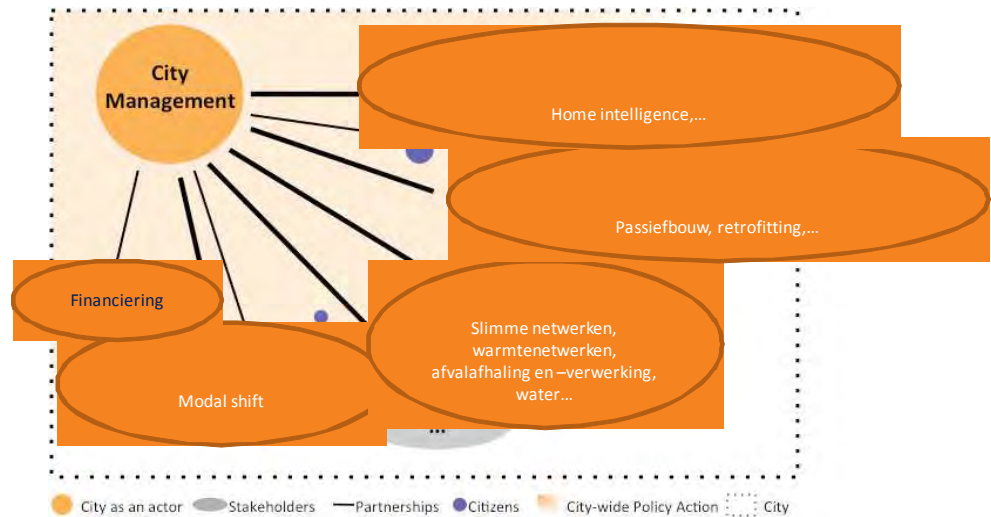 City
Management
Home intelligence,...
Passiefbouw, retrofitting,...
Financiering
Slimme netwerken,
warmtenetwerken,
afvalafhaling en –verwerking,
water...
Modal shift
...
City as an actor
Stakeholders
Partnerships
Citizens
City-wide Policy Action
City